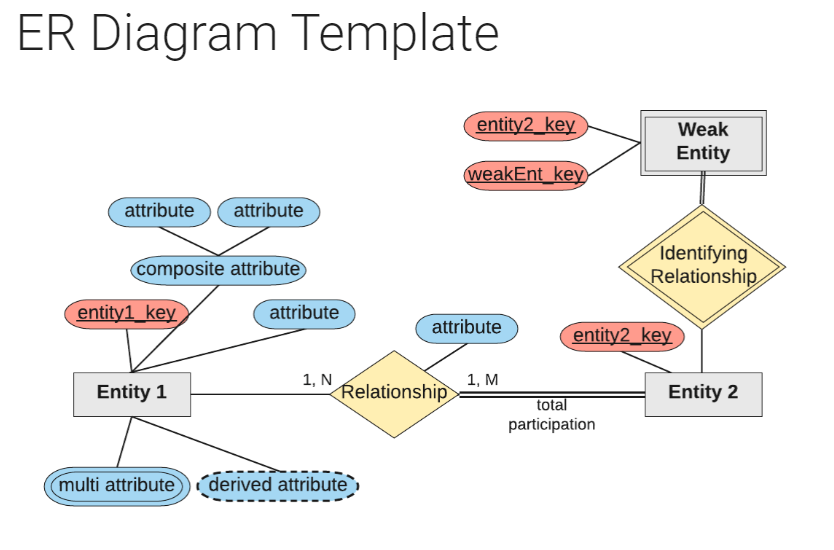 ER Diagram Template
entity2_key
Weak
Entity
weakEnt_key
attribute
attribute
composite attribute
Identifying
Relationship
entity1_key
attribute
attribute
entity2_key
1, N
Relationship
1, M
Entity 1
Entity 2
total
participation
multi attribute
derived attribute